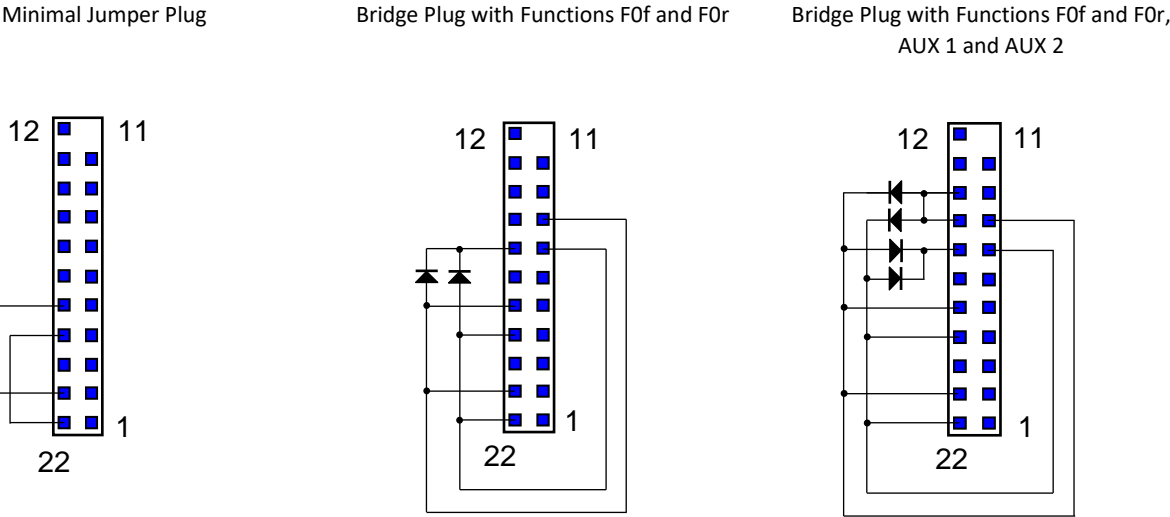 Minimal Jumper Plug
Bridge Plug with Functions F0f and F0r
Bridge Plug with Functions F0f and F0r,
AUX 1 and AUX 2
12 11
1
22
12 11
1
22
12 11
1
22